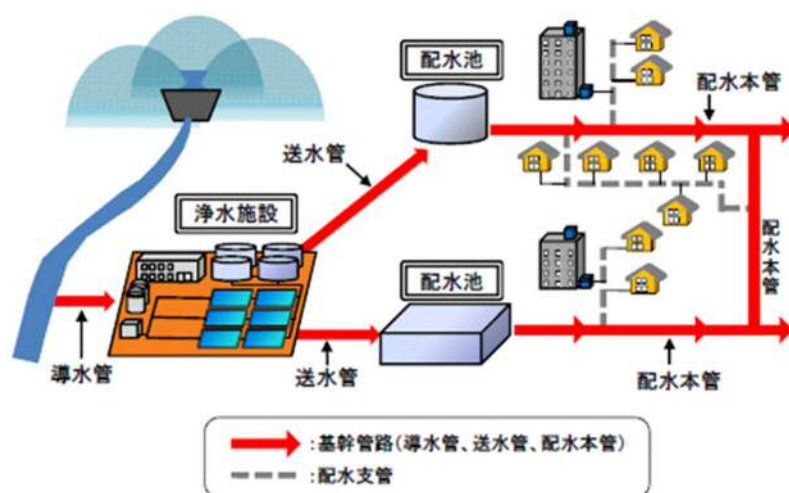 配水池
配水本管
送水管
浄水施設
配水池
配水本管
導水管
送水管
配水本管
:基幹管路(導水管、送水管、配水本管)
:配水支管